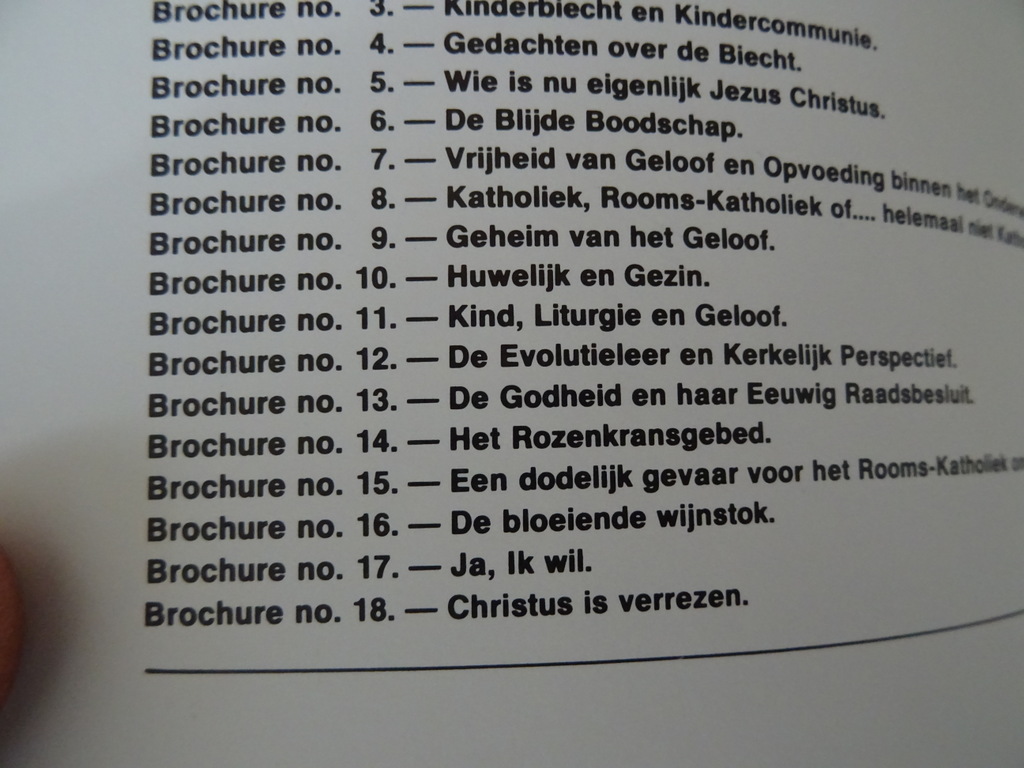 Brochure no. 3. — Kinderbiecht en Kindercommunie.
Brochure no. 4. — Gedachten over de Biecht.
Brochure no. 5. — Wie is nu eigenlijk Jezus Christus.
Brochure no. 6. — De Blijde Boodschap.
Brochure no. 7. — Vrijheid van Geloof en Opvoeding binnen het
Brochure no. 8. — Katholiek, Rooms-Katholiek of.... helemaal niet
Brochure no. 9. — Geheim van het Geloof.
Brochure no. 10. — Huwelijk en Gezin.
Brochure no. 11. — Kind, Liturgie en Geloof.
Brochure no. 12. — De Evolutieleer en Kerkelijk Perspectief.
Brochure no. 13. — De Godheid en haar Eeuwig Raadsbesluit.
Brochure no. 14. — Het Rozenkransgebed.
Brochure no. 15. — Een dodelijk gevaar voor het Rooms-Katholiek
Brochure no. 16. — De bloeiende wijnstok.
Brochure no. 17. — Ja, Ik wil.
Brochure no. 18. — Christus is verrezen.